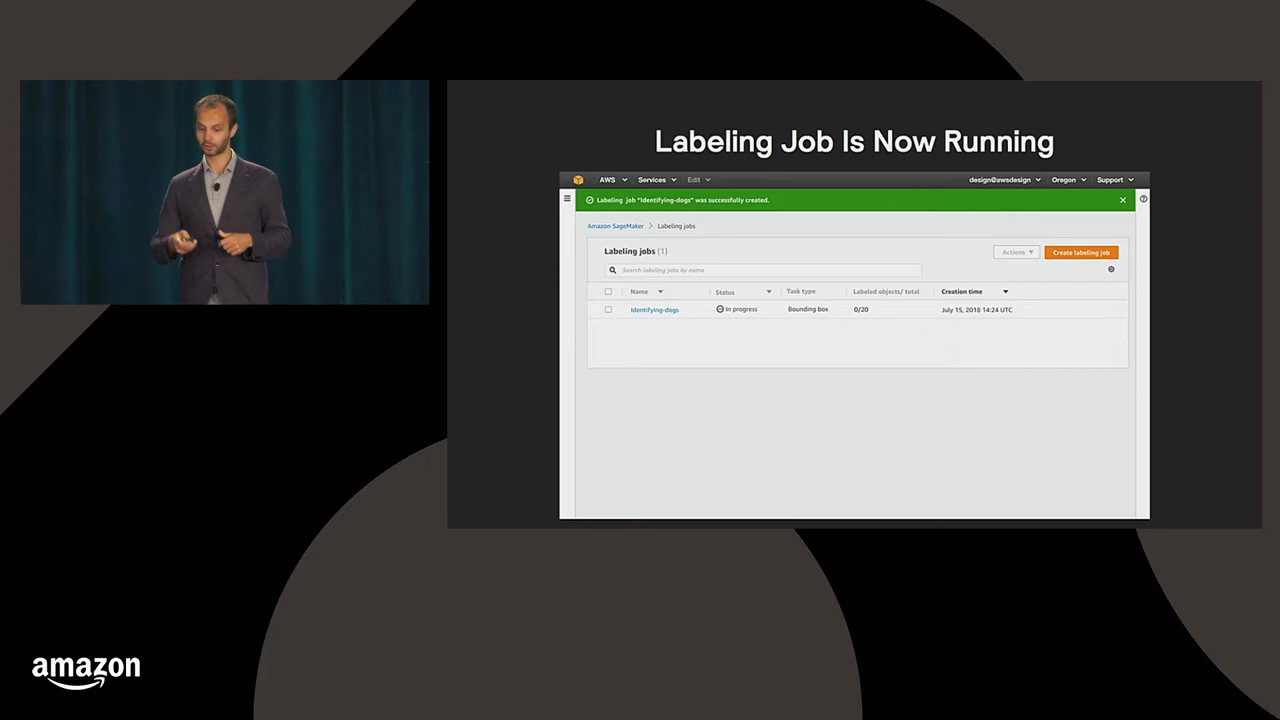 Labeling Job Is Now Running
AWS Services Edit design@awsdesign Oregon Support
Labeling job "Identifying-dogs" was successfully created.
Amazon SageMaker > Labeling jobs
Labeling jobs (1) Actions Create labeling job
Search labeling jobs by name
Name Status Task type Labeled objects/ total Creation time
Identifying-dogs In progress Bounding box 0/20 July 15, 2018 14:24 UTC
amazon